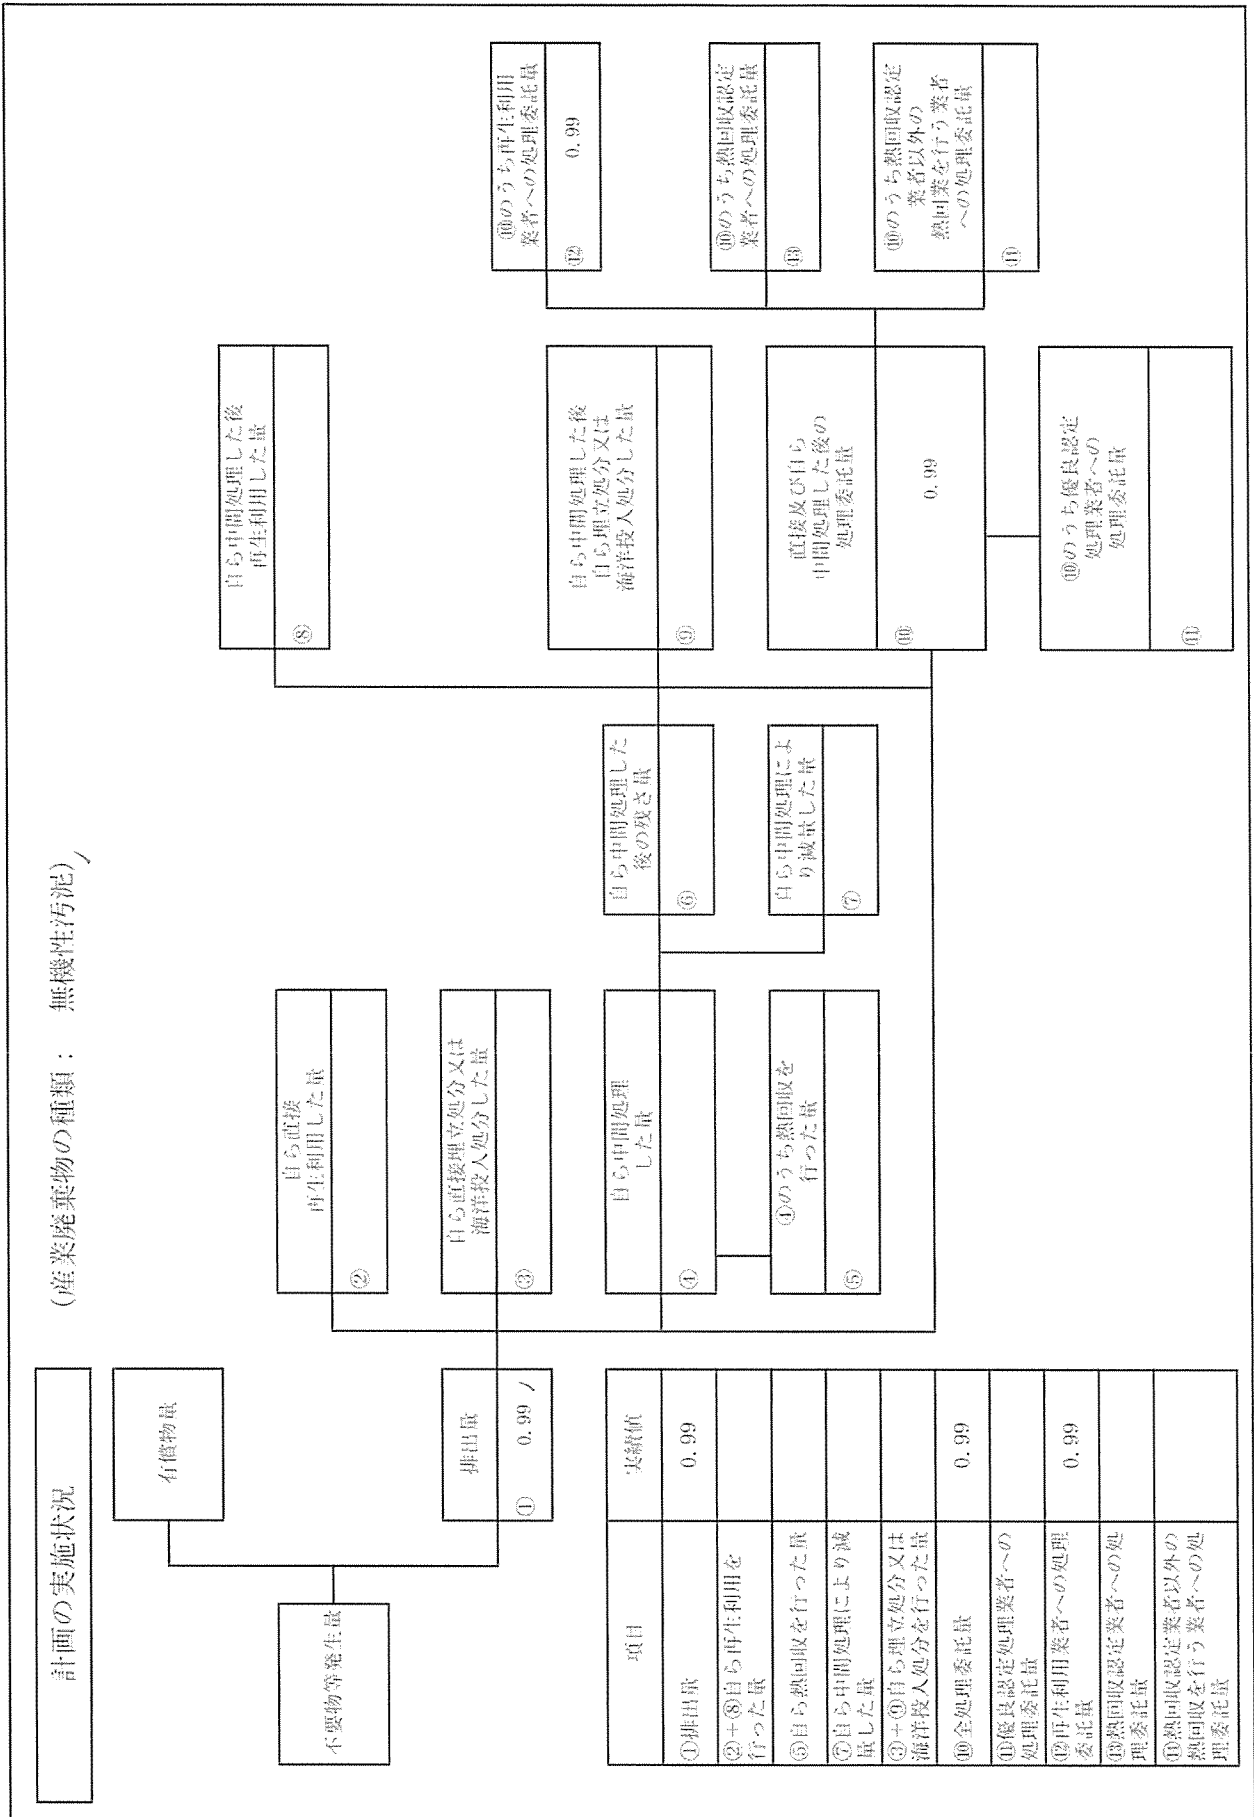 計画の実施状況
(産業廃棄物の種類： 無機性汚泥)
不要物等発生量
有償物量
排出量
① 0.99
自ら直接
再生利用した量
②
自ら直接埋立処分又は
海洋投入処分した量
③
自ら中間処理
した量
④
④のうち熱回収を
行った量
⑤
自ら中間処理した
後の残さ量
⑥
自ら中間処理によ
り減量した量
⑦
自ら中間処理した後
再生利用した量
⑧
自ら中間処理した後
自ら埋立処分又は
海洋投入処分した量
⑨
直接及び自ら
中間処理した後の
処理委託量
⑩ 0.99
⑩のうち優良認定
処理業者への
処理委託量
⑪
⑩のうち再生利用
業者への処理委託量
⑫ 0.99
⑩のうち熱回収認定
業者への処理委託量
⑬
⑩のうち熱回収認定
業者以外の
熱回業を行う業者
への処理委託量
⑭
項目 実績値
①排出量 0.99
②＋⑧自ら再生利用を
行った量
⑤自ら熱回収を行った量
⑦自ら中間処理により減
量した量
③＋⑨自ら埋立処分又は
海洋投入処分を行った量
⑩全処理委託量 0.99
⑪優良認定処理業者への
処理委託量
⑫再生利用業者への処理
委託量 0.99
⑬熱回収認定業者への処
理委託量
⑭熱回収認定業者以外の
熱回収を行う業者への処
理委託量